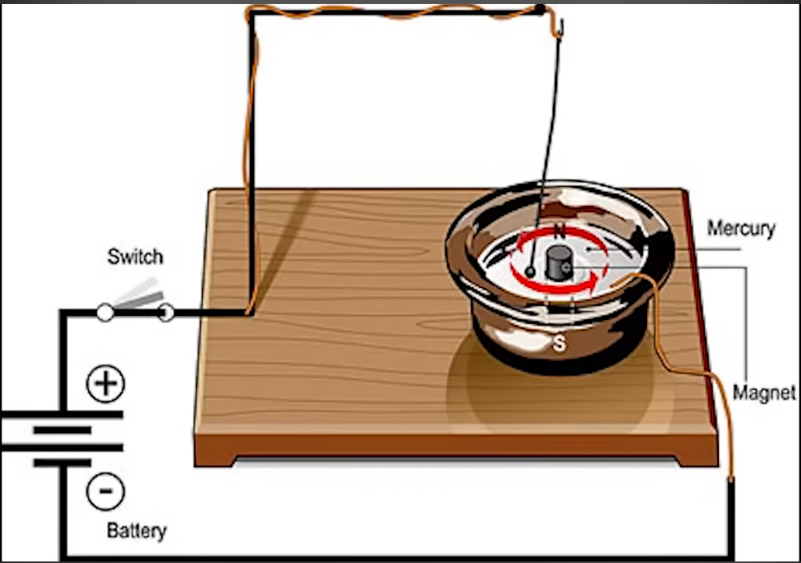 N
Mercury
Switch
S
+
Magnet
-
Battery